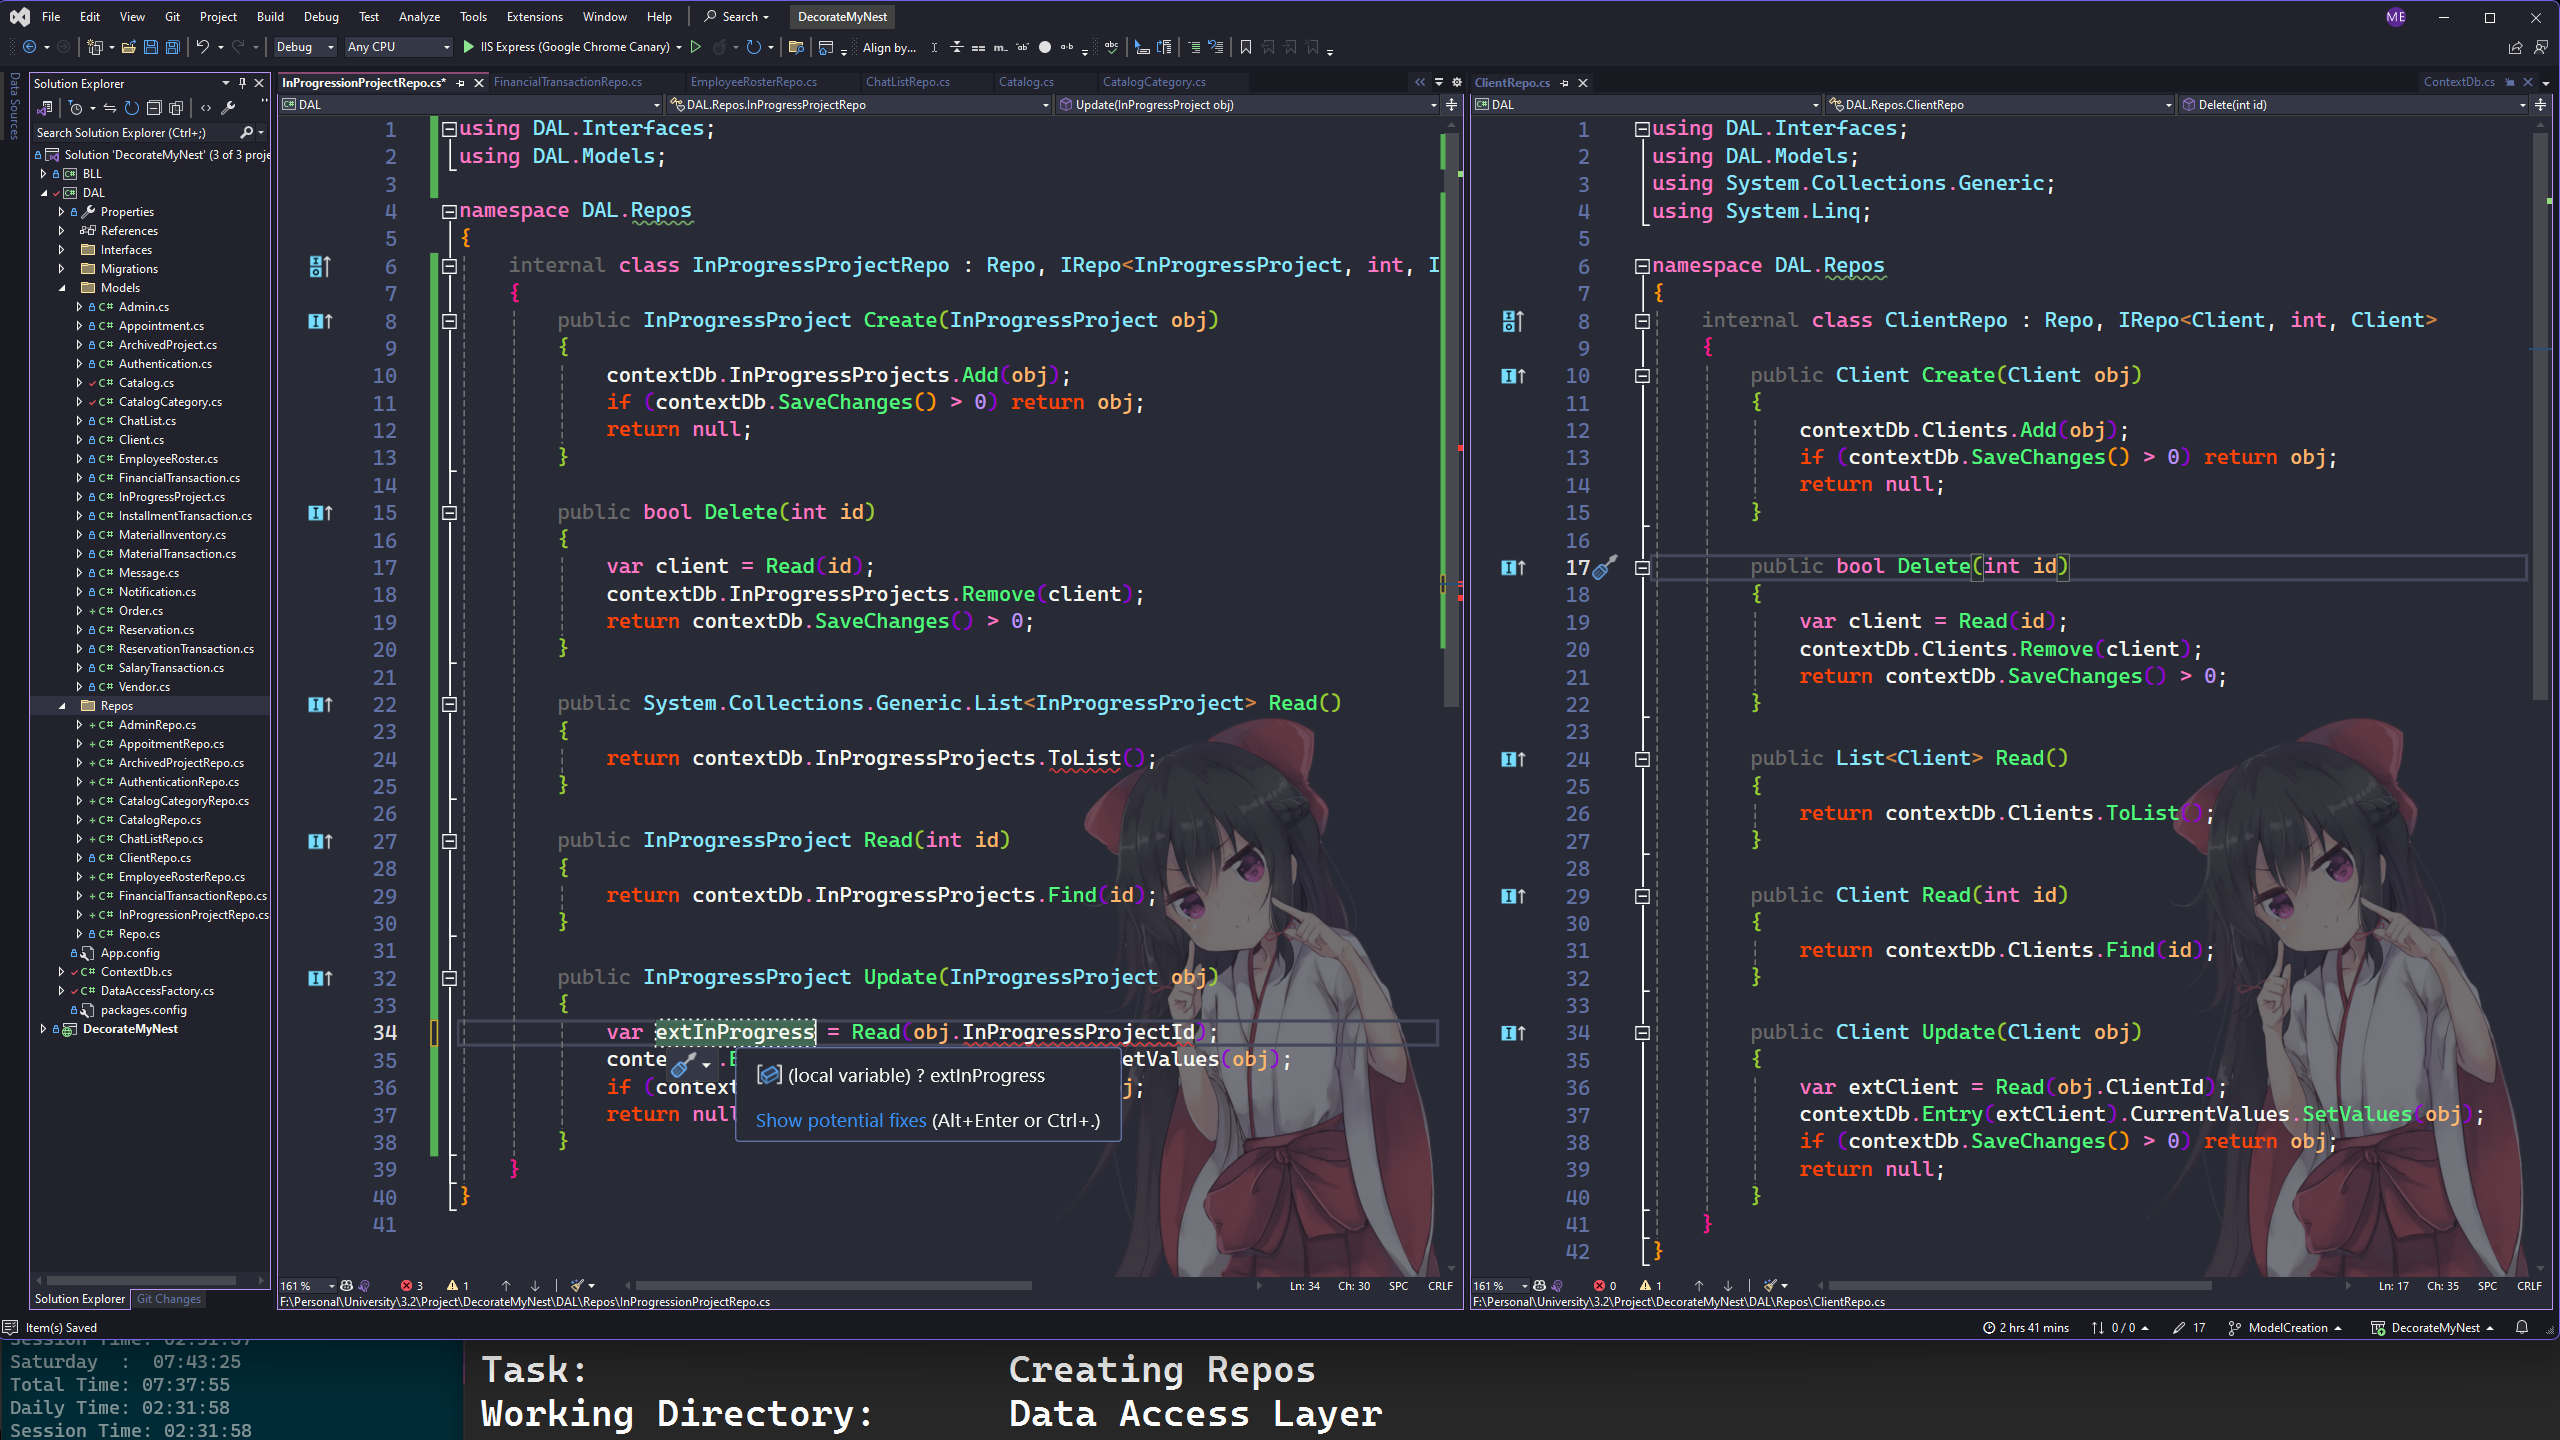 File Edit View Git Project Build Debug Test Analyze Tools Extensions Window Help Search DecorateMyNest ME
Debug Any CPU IIS Express (Google Chrome Canary) Align by...
Data Sources
Solution Explorer
Search Solution Explorer (Ctrl+;)
Solution 'DecorateMyNest' (3 of 3 proje
BLL
DAL
Properties
References
Interfaces
Migrations
Models
Admin.cs
Appointment.cs
ArchivedProject.cs
Authentication.cs
Catalog.cs
CatalogCategory.cs
ChatList.cs
Client.cs
EmployeeRoster.cs
FinancialTransaction.cs
InProgressProject.cs
InstallmentTransaction.cs
MaterialInventory.cs
MaterialTransaction.cs
Message.cs
Notification.cs
Order.cs
Reservation.cs
ReservationTransaction.cs
SalaryTransaction.cs
Vendor.cs
Repos
AdminRepo.cs
AppoitmentRepo.cs
ArchivedProjectRepo.cs
AuthenticationRepo.cs
CatalogCategoryRepo.cs
CatalogRepo.cs
ChatListRepo.cs
ClientRepo.cs
EmployeeRosterRepo.cs
FinancialTransactionRepo.cs
InProgressionProjectRepo.cs
Repo.cs
App.config
ContextDb.cs
DataAccessFactory.cs
packages.config
DecorateMyNest
Solution Explorer Git Changes
InProgressionProjectRepo.cs* FinancialTransactionRepo.cs EmployeeRosterRepo.cs ChatListRepo.cs Catalog.cs CatalogCategory.cs
DAL DAL.Repos.InProgressProjectRepo Update(InProgressProject obj)
1 using DAL.Interfaces;
2 using DAL.Models;
3
4 namespace DAL.Repos
5 {
6 internal class InProgressProjectRepo : Repo, IRepo<InProgressProject, int, I
7 {
8 public InProgressProject Create(InProgressProject obj)
9 {
10 contextDb.InProgressProjects.Add(obj);
11 if (contextDb.SaveChanges() > 0) return obj;
12 return null;
13 }
14
15 public bool Delete(int id)
16 {
17 var client = Read(id);
18 contextDb.InProgressProjects.Remove(client);
19 return contextDb.SaveChanges() > 0;
20 }
21
22 public System.Collections.Generic.List<InProgressProject> Read()
23 {
24 return contextDb.InProgressProjects.ToList();
25 }
26
27 public InProgressProject Read(int id)
28 {
29 return contextDb.InProgressProjects.Find(id);
30 }
31
32 public InProgressProject Update(InProgressProject obj)
33 {
34 var extInProgress = Read(obj.InProgressProjectId);
35 conte .E etValues(obj);
36 if (context j;
37 return null
38 }
39 }
40 }
41
(local variable) ? extInProgress
Show potential fixes (Alt+Enter or Ctrl+.)
161 % 3 1 Ln: 34 Ch: 30 SPC CRLF
F:\Personal\University\3.2\Project\DecorateMyNest\DAL\Repos\InProgressionProjectRepo.cs
ClientRepo.cs ContextDb.cs
DAL DAL.Repos.ClientRepo Delete(int id)
1 using DAL.Interfaces;
2 using DAL.Models;
3 using System.Collections.Generic;
4 using System.Linq;
5
6 namespace DAL.Repos
7 {
8 internal class ClientRepo : Repo, IRepo<Client, int, Client>
9 {
10 public Client Create(Client obj)
11 {
12 contextDb.Clients.Add(obj);
13 if (contextDb.SaveChanges() > 0) return obj;
14 return null;
15 }
16
17 public bool Delete(int id)
18 {
19 var client = Read(id);
20 contextDb.Clients.Remove(client);
21 return contextDb.SaveChanges() > 0;
22 }
23
24 public List<Client> Read()
25 {
26 return contextDb.Clients.ToList();
27 }
28
29 public Client Read(int id)
30 {
31 return contextDb.Clients.Find(id);
32 }
33
34 public Client Update(Client obj)
35 {
36 var extClient = Read(obj.ClientId);
37 contextDb.Entry(extClient).CurrentValues.SetValues(obj);
38 if (contextDb.SaveChanges() > 0) return obj;
39 return null;
40 }
41 }
42 }
161 % 0 1 Ln: 17 Ch: 35 SPC CRLF
F:\Personal\University\3.2\Project\DecorateMyNest\DAL\Repos\ClientRepo.cs
Item(s) Saved 2 hrs 41 mins 0 / 0 17 ModelCreation DecorateMyNest
Session Time: 02:31:57
Saturday : 07:43:25
Total Time: 07:37:55
Daily Time: 02:31:58
Session Time: 02:31:58
Task: Creating Repos
Working Directory: Data Access Layer